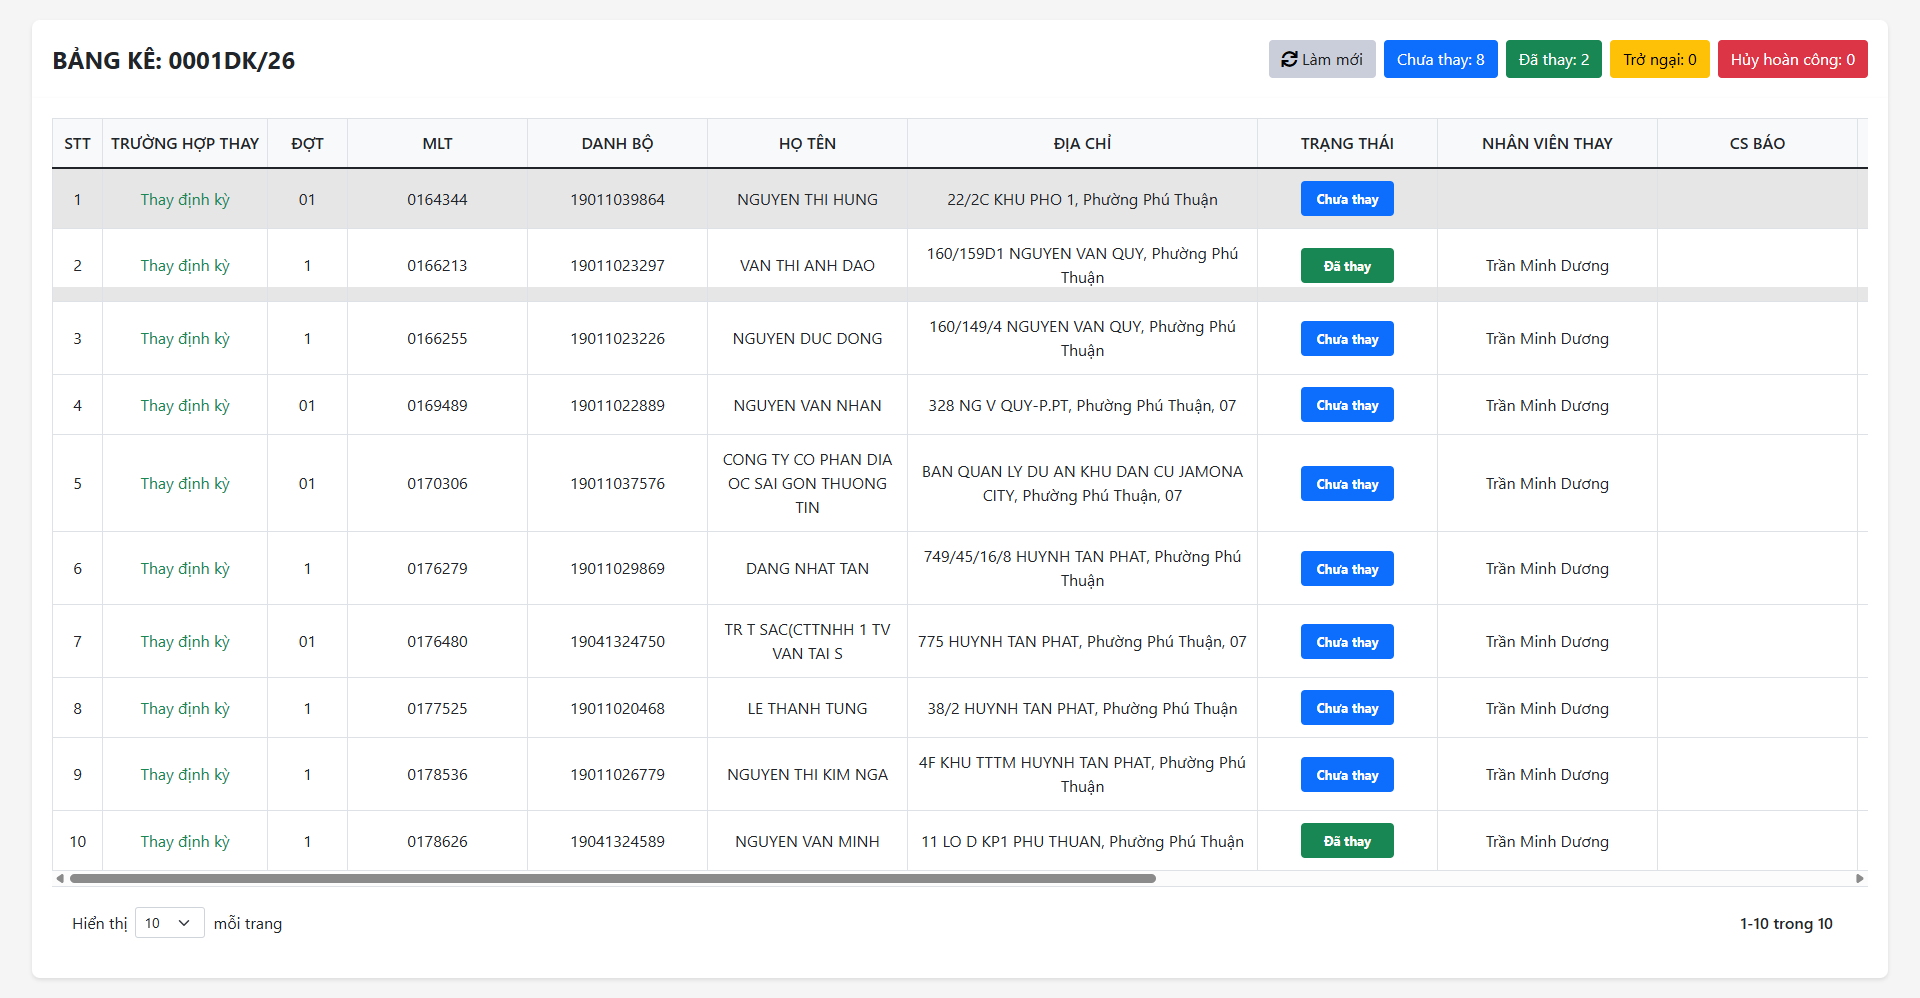 BẢNG KÊ: 0001DK/26
Làm mới
Chưa thay: 8
Đã thay: 2
Trở ngại: 0
Hủy hoàn công: 0
STT TRƯỜNG HỢP THAY ĐỢT MLT DANH BỘ HỌ TÊN ĐỊA CHỈ TRẠNG THÁI NHÂN VIÊN THAY CS BÁO
1 Thay định kỳ 01 0164344 19011039864 NGUYEN THI HUNG 22/2C KHU PHO 1, Phường Phú Thuận Chưa thay
2 Thay định kỳ 1 0166213 19011023297 VAN THI ANH DAO 160/159D1 NGUYEN VAN QUY, Phường Phú
Thuận Đã thay Trần Minh Dương
3 Thay định kỳ 1 0166255 19011023226 NGUYEN DUC DONG 160/149/4 NGUYEN VAN QUY, Phường Phú
Thuận Chưa thay Trần Minh Dương
4 Thay định kỳ 01 0169489 19011022889 NGUYEN VAN NHAN 328 NG V QUY-P.PT, Phường Phú Thuận, 07 Chưa thay Trần Minh Dương
5 Thay định kỳ 01 0170306 19011037576 CONG TY CO PHAN DIA
OC SAI GON THUONG
TIN BAN QUAN LY DU AN KHU DAN CU JAMONA
CITY, Phường Phú Thuận, 07 Chưa thay Trần Minh Dương
6 Thay định kỳ 1 0176279 19011029869 DANG NHAT TAN 749/45/16/8 HUYNH TAN PHAT, Phường Phú
Thuận Chưa thay Trần Minh Dương
7 Thay định kỳ 01 0176480 19041324750 TR T SAC(CTTNHH 1 TV
VAN TAI S 775 HUYNH TAN PHAT, Phường Phú Thuận, 07 Chưa thay Trần Minh Dương
8 Thay định kỳ 1 0177525 19011020468 LE THANH TUNG 38/2 HUYNH TAN PHAT, Phường Phú Thuận Chưa thay Trần Minh Dương
9 Thay định kỳ 1 0178536 19011026779 NGUYEN THI KIM NGA 4F KHU TTTM HUYNH TAN PHAT, Phường Phú
Thuận Chưa thay Trần Minh Dương
10 Thay định kỳ 1 0178626 19041324589 NGUYEN VAN MINH 11 LO D KP1 PHU THUAN, Phường Phú Thuận Đã thay Trần Minh Dương
Hiển thị 10 mỗi trang
1-10 trong 10